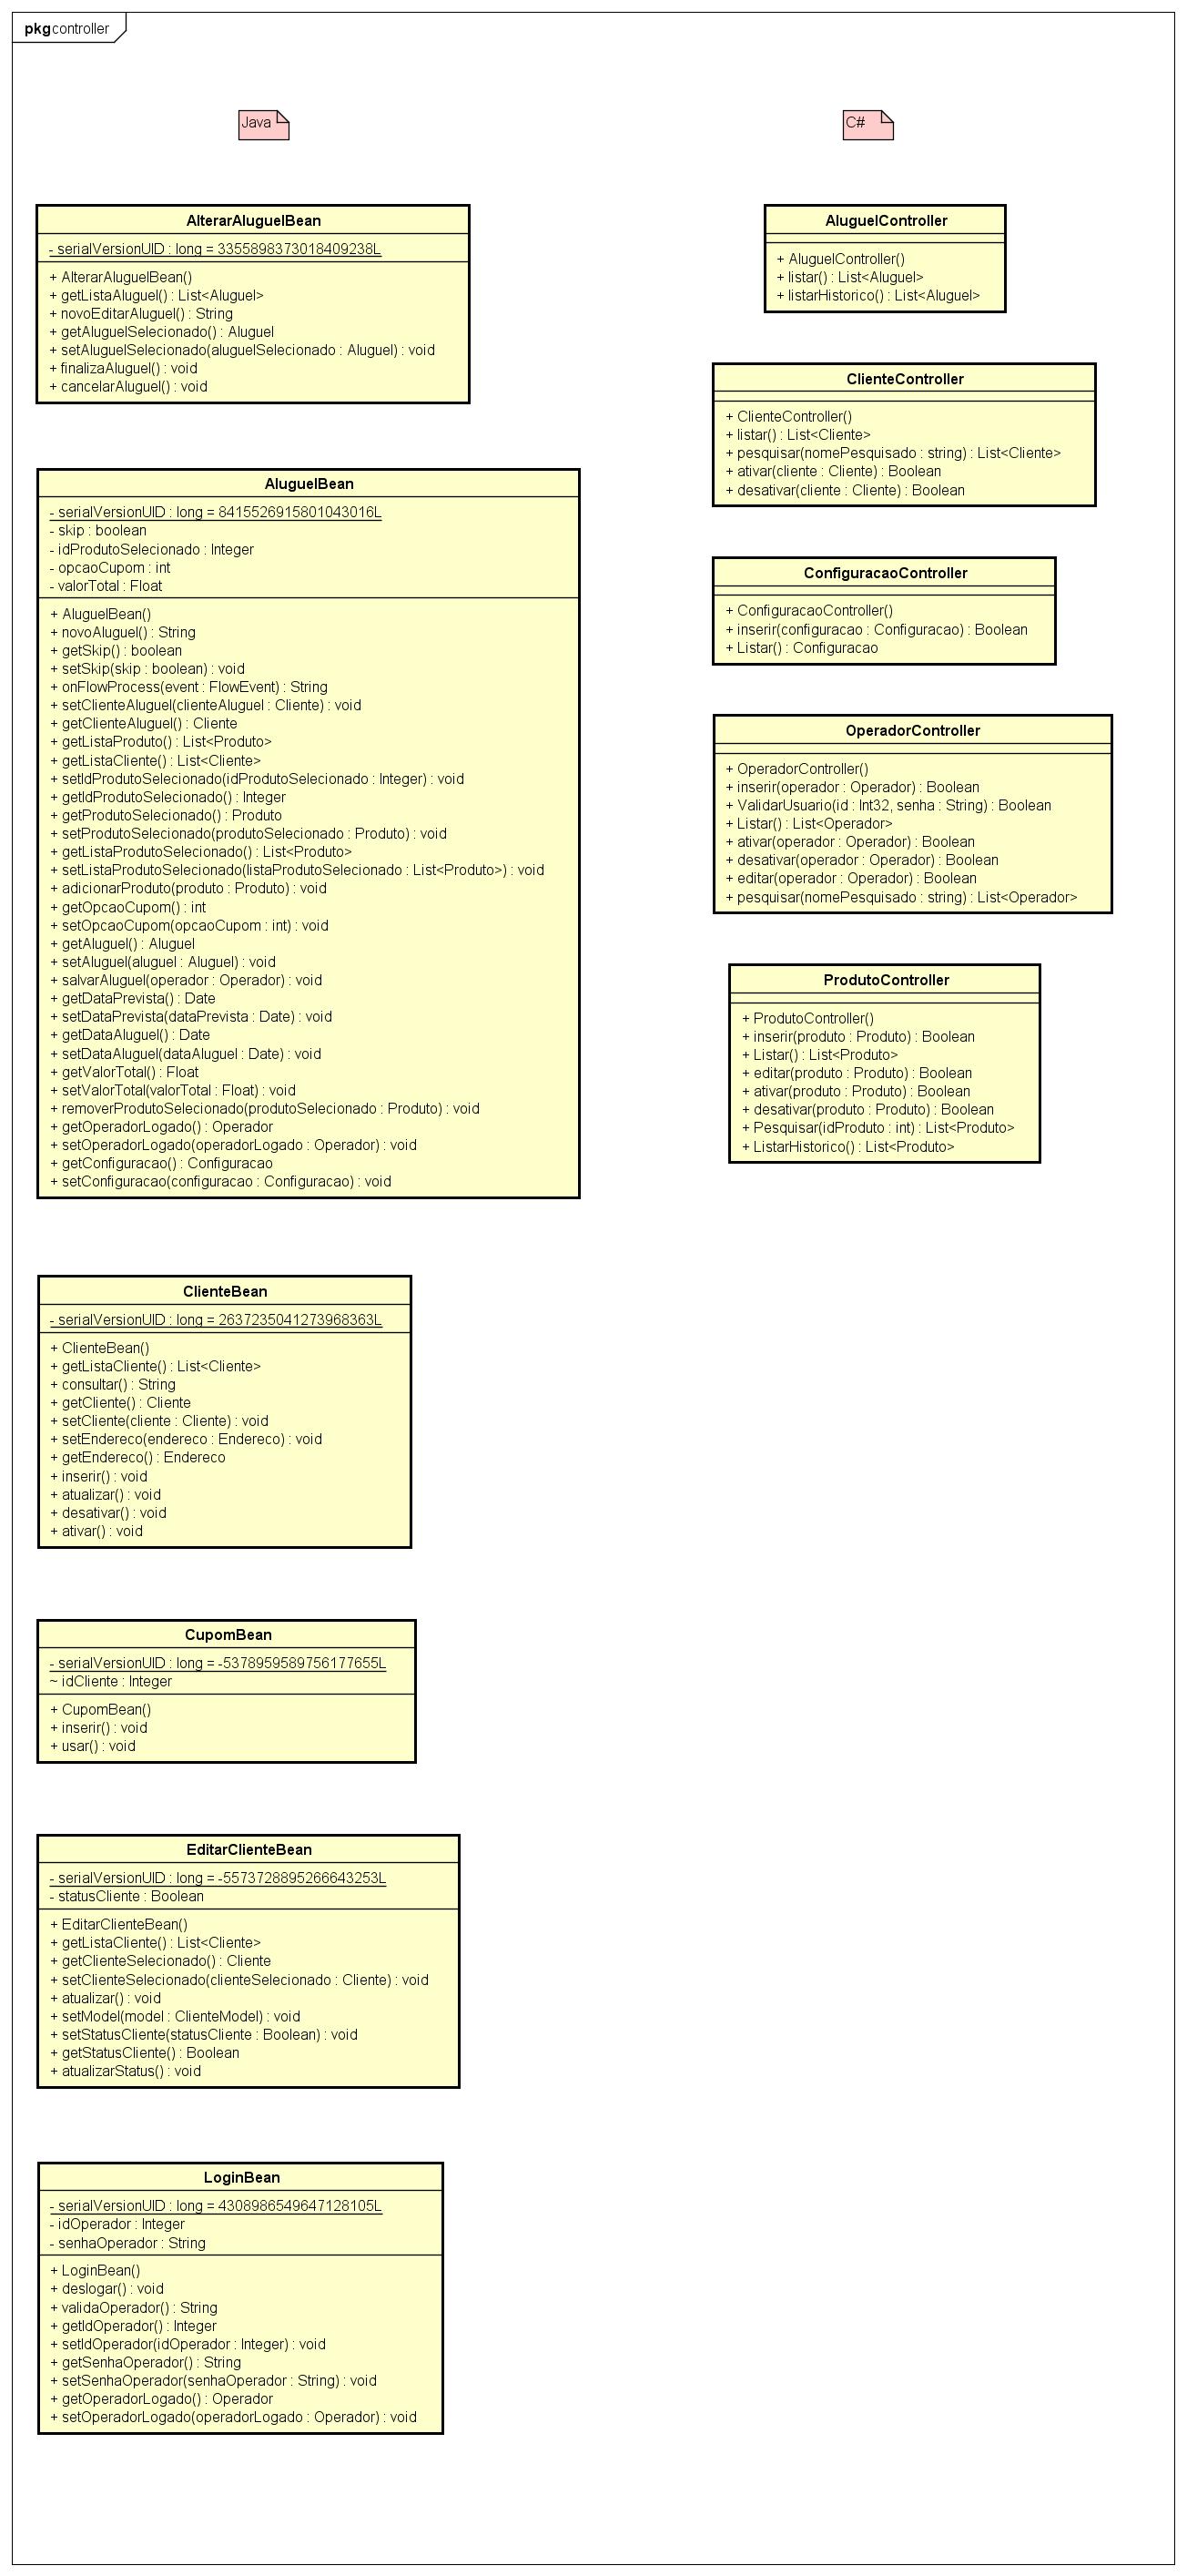 pkg controller
Java
AlterarAluguelBean
- serialVersionUID : long = 3355898373018409238L
+ AlterarAluguelBean()
+ getListaAluguel() : List<Aluguel>
+ novoEditarAluguel() : String
+ getAluguelSelecionado() : Aluguel
+ setAluguelSelecionado(aluguelSelecionado : Aluguel) : void
+ finalizaAluguel() : void
+ cancelarAluguel() : void
AluguelBean
- serialVersionUID : long = 8415526915801043016L
- skip : boolean
- idProdutoSelecionado : Integer
- opcaoCupom : int
- valorTotal : Float
+ AluguelBean()
+ novoAluguel() : String
+ getSkip() : boolean
+ setSkip(skip : boolean) : void
+ onFlowProcess(event : FlowEvent) : String
+ setClienteAluguel(clienteAluguel : Cliente) : void
+ getClienteAluguel() : Cliente
+ getListaProduto() : List<Produto>
+ getListaCliente() : List<Cliente>
+ setIdProdutoSelecionado(idProdutoSelecionado : Integer) : void
+ getIdProdutoSelecionado() : Integer
+ getProdutoSelecionado() : Produto
+ setProdutoSelecionado(produtoSelecionado : Produto) : void
+ getListaProdutoSelecionado() : List<Produto>
+ setListaProdutoSelecionado(listaProdutoSelecionado : List<Produto>) : void
+ adicionarProduto(produto : Produto) : void
+ getOpcaoCupom() : int
+ setOpcaoCupom(opcaoCupom : int) : void
+ getAluguel() : Aluguel
+ setAluguel(aluguel : Aluguel) : void
+ salvarAluguel(operador : Operador) : void
+ getDataPrevista() : Date
+ setDataPrevista(dataPrevista : Date) : void
+ getDataAluguel() : Date
+ setDataAluguel(dataAluguel : Date) : void
+ getValorTotal() : Float
+ setValorTotal(valorTotal : Float) : void
+ removerProdutoSelecionado(produtoSelecionado : Produto) : void
+ getOperadorLogado() : Operador
+ setOperadorLogado(operadorLogado : Operador) : void
+ getConfiguracao() : Configuracao
+ setConfiguracao(configuracao : Configuracao) : void
ClienteBean
- serialVersionUID : long = 2637235041273968363L
+ ClienteBean()
+ getListaCliente() : List<Cliente>
+ consultar() : String
+ getCliente() : Cliente
+ setCliente(cliente : Cliente) : void
+ setEndereco(endereco : Endereco) : void
+ getEndereco() : Endereco
+ inserir() : void
+ atualizar() : void
+ desativar() : void
+ ativar() : void
CupomBean
- serialVersionUID : long = -5378959589756177655L
~ idCliente : Integer
+ CupomBean()
+ inserir() : void
+ usar() : void
EditarClienteBean
- serialVersionUID : long = -5573728895266643253L
- statusCliente : Boolean
+ EditarClienteBean()
+ getListaCliente() : List<Cliente>
+ getClienteSelecionado() : Cliente
+ setClienteSelecionado(clienteSelecionado : Cliente) : void
+ atualizar() : void
+ setModel(model : ClienteModel) : void
+ setStatusCliente(statusCliente : Boolean) : void
+ getStatusCliente() : Boolean
+ atualizarStatus() : void
LoginBean
- serialVersionUID : long = 4308986549647128105L
- idOperador : Integer
- senhaOperador : String
+ LoginBean()
+ deslogar() : void
+ validaOperador() : String
+ getIdOperador() : Integer
+ setIdOperador(idOperador : Integer) : void
+ getSenhaOperador() : String
+ setSenhaOperador(senhaOperador : String) : void
+ getOperadorLogado() : Operador
+ setOperadorLogado(operadorLogado : Operador) : void
C#
AluguelController
+ AluguelController()
+ listar() : List<Aluguel>
+ listarHistorico() : List<Aluguel>
ClienteController
+ ClienteController()
+ listar() : List<Cliente>
+ pesquisar(nomePesquisado : string) : List<Cliente>
+ ativar(cliente : Cliente) : Boolean
+ desativar(cliente : Cliente) : Boolean
ConfiguracaoController
+ ConfiguracaoController()
+ inserir(configuracao : Configuracao) : Boolean
+ Listar() : Configuracao
OperadorController
+ OperadorController()
+ inserir(operador : Operador) : Boolean
+ ValidarUsuario(id : Int32, senha : String) : Boolean
+ Listar() : List<Operador>
+ ativar(operador : Operador) : Boolean
+ desativar(operador : Operador) : Boolean
+ editar(operador : Operador) : Boolean
+ pesquisar(nomePesquisado : string) : List<Operador>
ProdutoController
+ ProdutoController()
+ inserir(produto : Produto) : Boolean
+ Listar() : List<Produto>
+ editar(produto : Produto) : Boolean
+ ativar(produto : Produto) : Boolean
+ desativar(produto : Produto) : Boolean
+ Pesquisar(idProduto : int) : List<Produto>
+ ListarHistorico() : List<Produto>